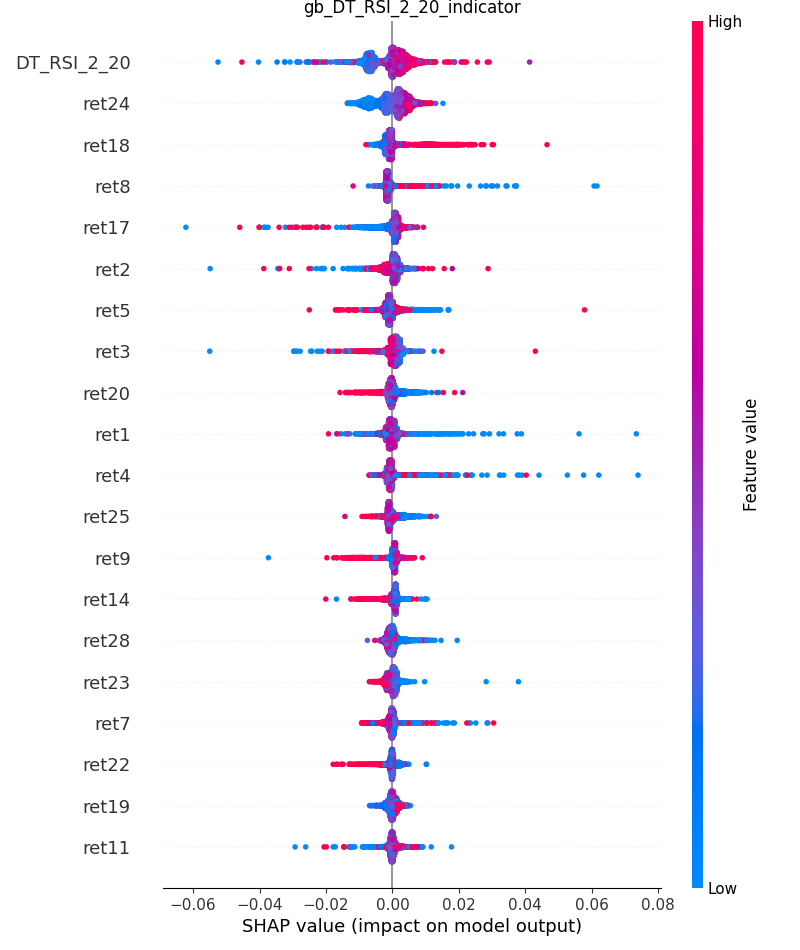 gb_DT_RSI_2_20_indicator
High
DT_RSI_2_20
ret24
ret18
ret8
ret17
ret2
ret5
ret3
ret20
ret1
ret4
ret25
ret9
ret14
ret28
ret23
ret7
ret22
ret19
ret11
Feature value
Low
−0.06 −0.04 −0.02 0.00 0.02 0.04 0.06 0.08
SHAP value (impact on model output)